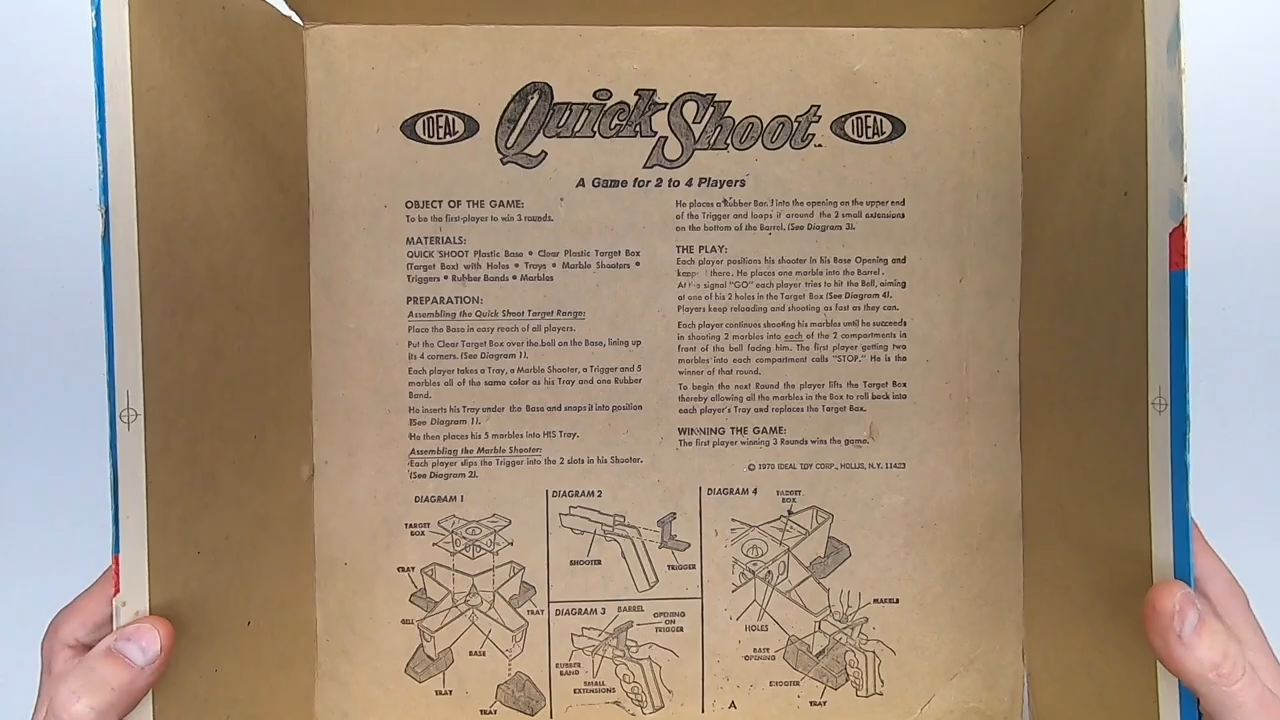 IDEAL
Quick Shoot
IDEAL
A Game for 2 to 4 Players
OBJECT OF THE GAME:
To be the first player to win 3 rounds.
MATERIALS:
QUICK SHOOT Plastic Base • Clear Plastic Target Box
(Target Box) with Holes • Trays • Marble Shooters •
Triggers • Rubber Bands • Marbles
PREPARATION:
Assembling the Quick Shoot Target Range:
Place the Base in easy reach of all players.
Put the Clear Target Box over the bell on the Base, lining up
its 4 corners. (See Diagram 1).
Each player takes a Tray, a Marble Shooter, a Trigger and 5
marbles all of the same color as his Tray and one Rubber
Band.
He inserts his Tray under the Base and snaps it into position
(See Diagram 1).
He then places his 5 marbles into HIS Tray.
Assembling the Marble Shooter:
Each player slips the Trigger into the 2 slots in his Shooter.
(See Diagram 2).
He places a Rubber Band into the opening on the upper end
of the Trigger and loops it around the 2 small extensions
on the bottom of the Barrel. (See Diagram 3).
THE PLAY:
Each player positions his shooter in his Base Opening and
keeps there. He places one marble into the Barrel.
At the signal "GO" each player tries to hit the Bell, aiming
at one of his 2 holes in the Target Box (See Diagram 4).
Players keep reloading and shooting as fast as they can.
Each player continues shooting his marbles until he succeeds
in shooting 2 marbles into each of the 2 compartments in
front of the bell facing him. The first player getting two
marbles into each compartment calls "STOP." He is the
winner of that round.
To begin the next Round the player lifts the Target Box
thereby allowing all the marbles in the Box to roll back into
each player's Tray and replaces the Target Box.
WINNING THE GAME:
The first player winning 3 Rounds wins the game.
© 1970 IDEAL TOY CORP., HOLLIS, N.Y. 11423
DIAGRAM 1
TARGET
BOX
TRAY
TRAY
BELL
BASE
TRAY
TRAY
DIAGRAM 2
SHOOTER
TRIGGER
DIAGRAM 3
BARREL
OPENING
ON
TRIGGER
RUBBER
BAND
SMALL
EXTENSIONS
DIAGRAM 4
TARGET
BOX
MARBLE
HOLES
BASE
OPENING
SHOOTER
TRAY
A